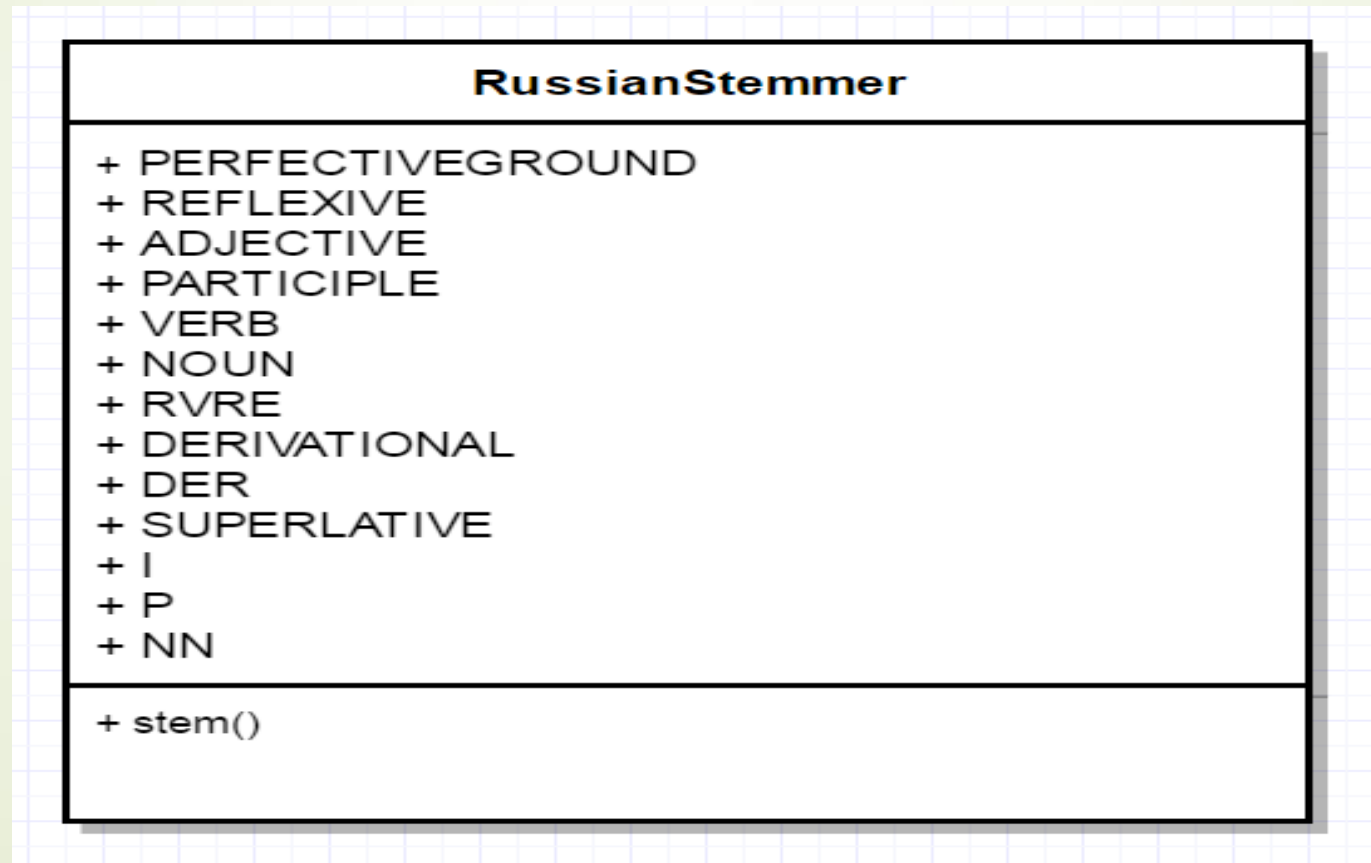 RussianStemmer
+ PERFECTIVEGROUND
+ REFLEXIVE
+ ADJECTIVE
+ PARTICIPLE
+ VERB
+ NOUN
+ RVRE
+ DERIVATIONAL
+ DER
+ SUPERLATIVE
+ I
+ P
+ NN
+ stem()